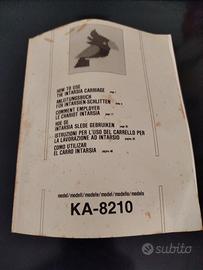 HOW TO USE
THE INTARSIA CARRIAGE
ANLEITUNGSBUCH
FÜR INTARSIEN-SCHLITTEN
COMMENT EMPLOYER
LE CHARIOT INTARSIA
HOE DE
INTARSIA SLEDE GEBRUIKEN
ISTRUZIONI PER L'USO DEL CARRELLO PER
LA LAVORAZIONE AD INTARSIO
COMO UTILIZAR
EL CARRO INTARSIA
model/modell/modele/model/modello/modelo
KA-8210
subito